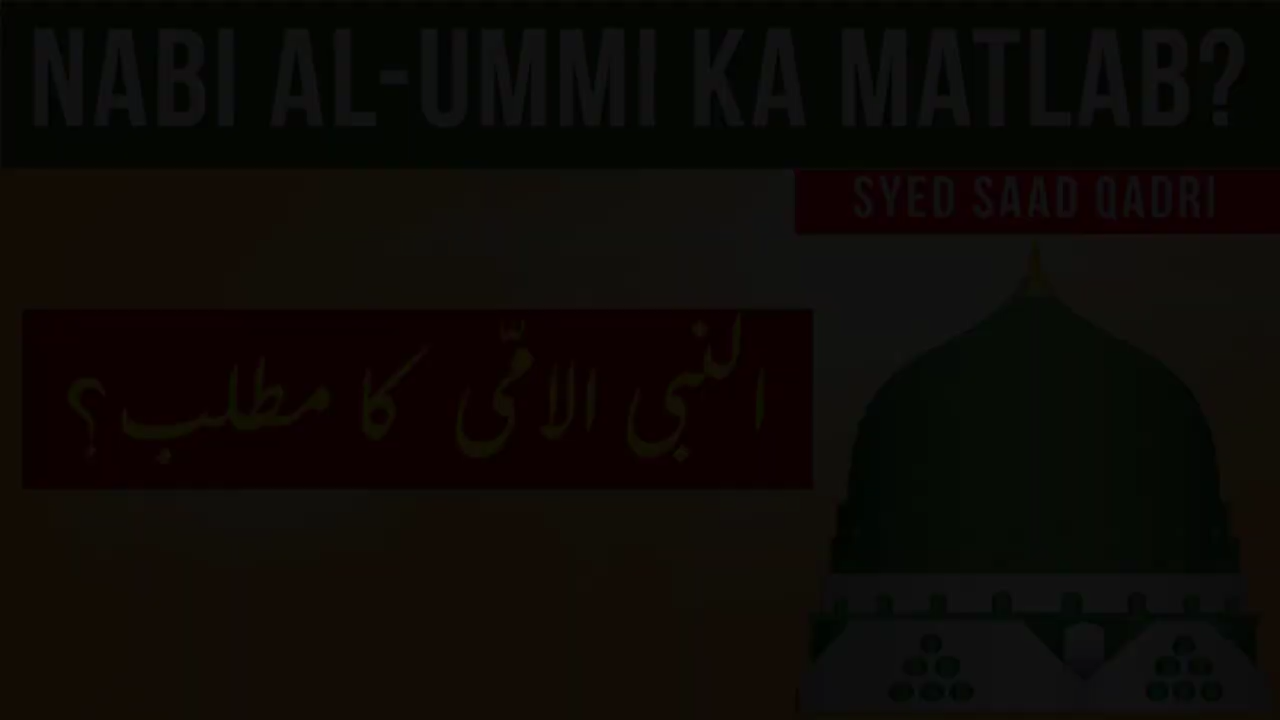 NABI AL-UMMI KA MATLAB?
SYED SAAD QADRI
النبی الامّی کا مطلب؟